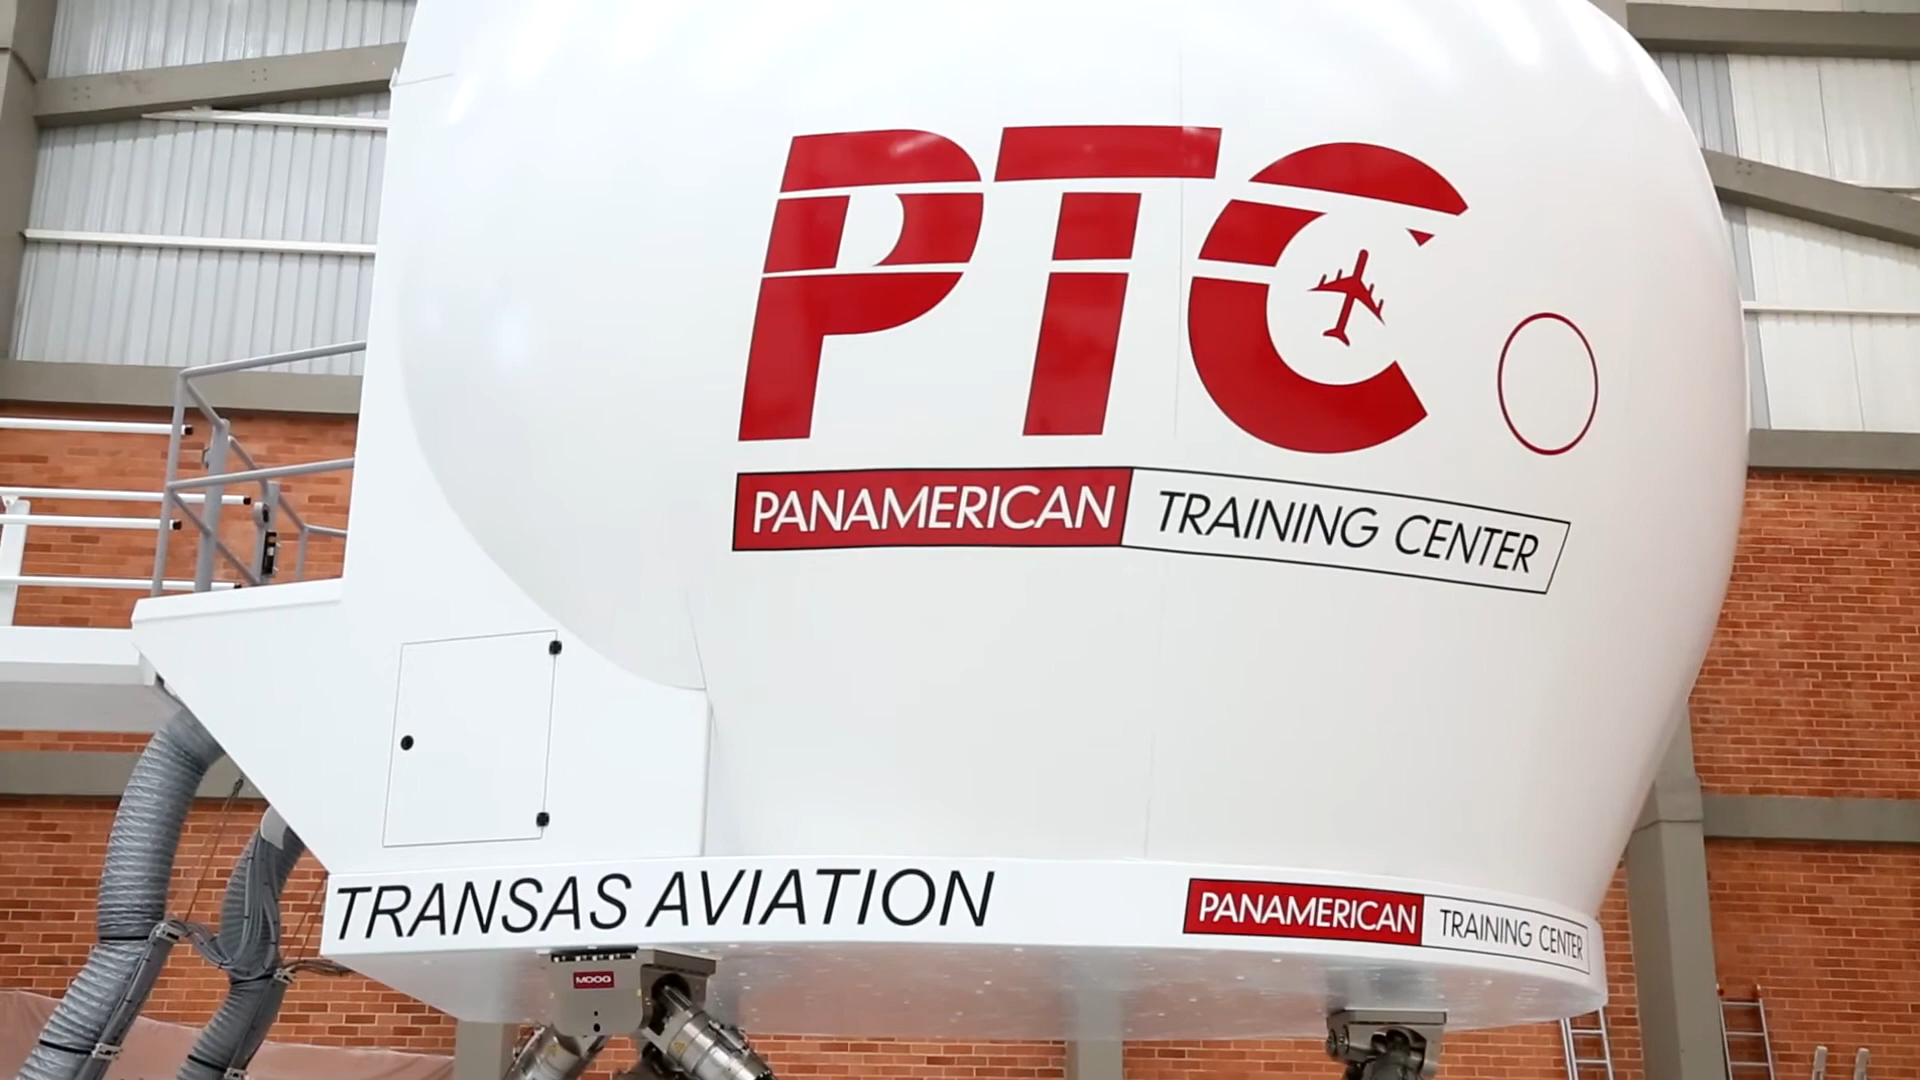 PTC
PANAMERICAN TRAINING CENTER
TRANSAS AVIATION
PANAMERICAN TRAINING CENTER
MOOG